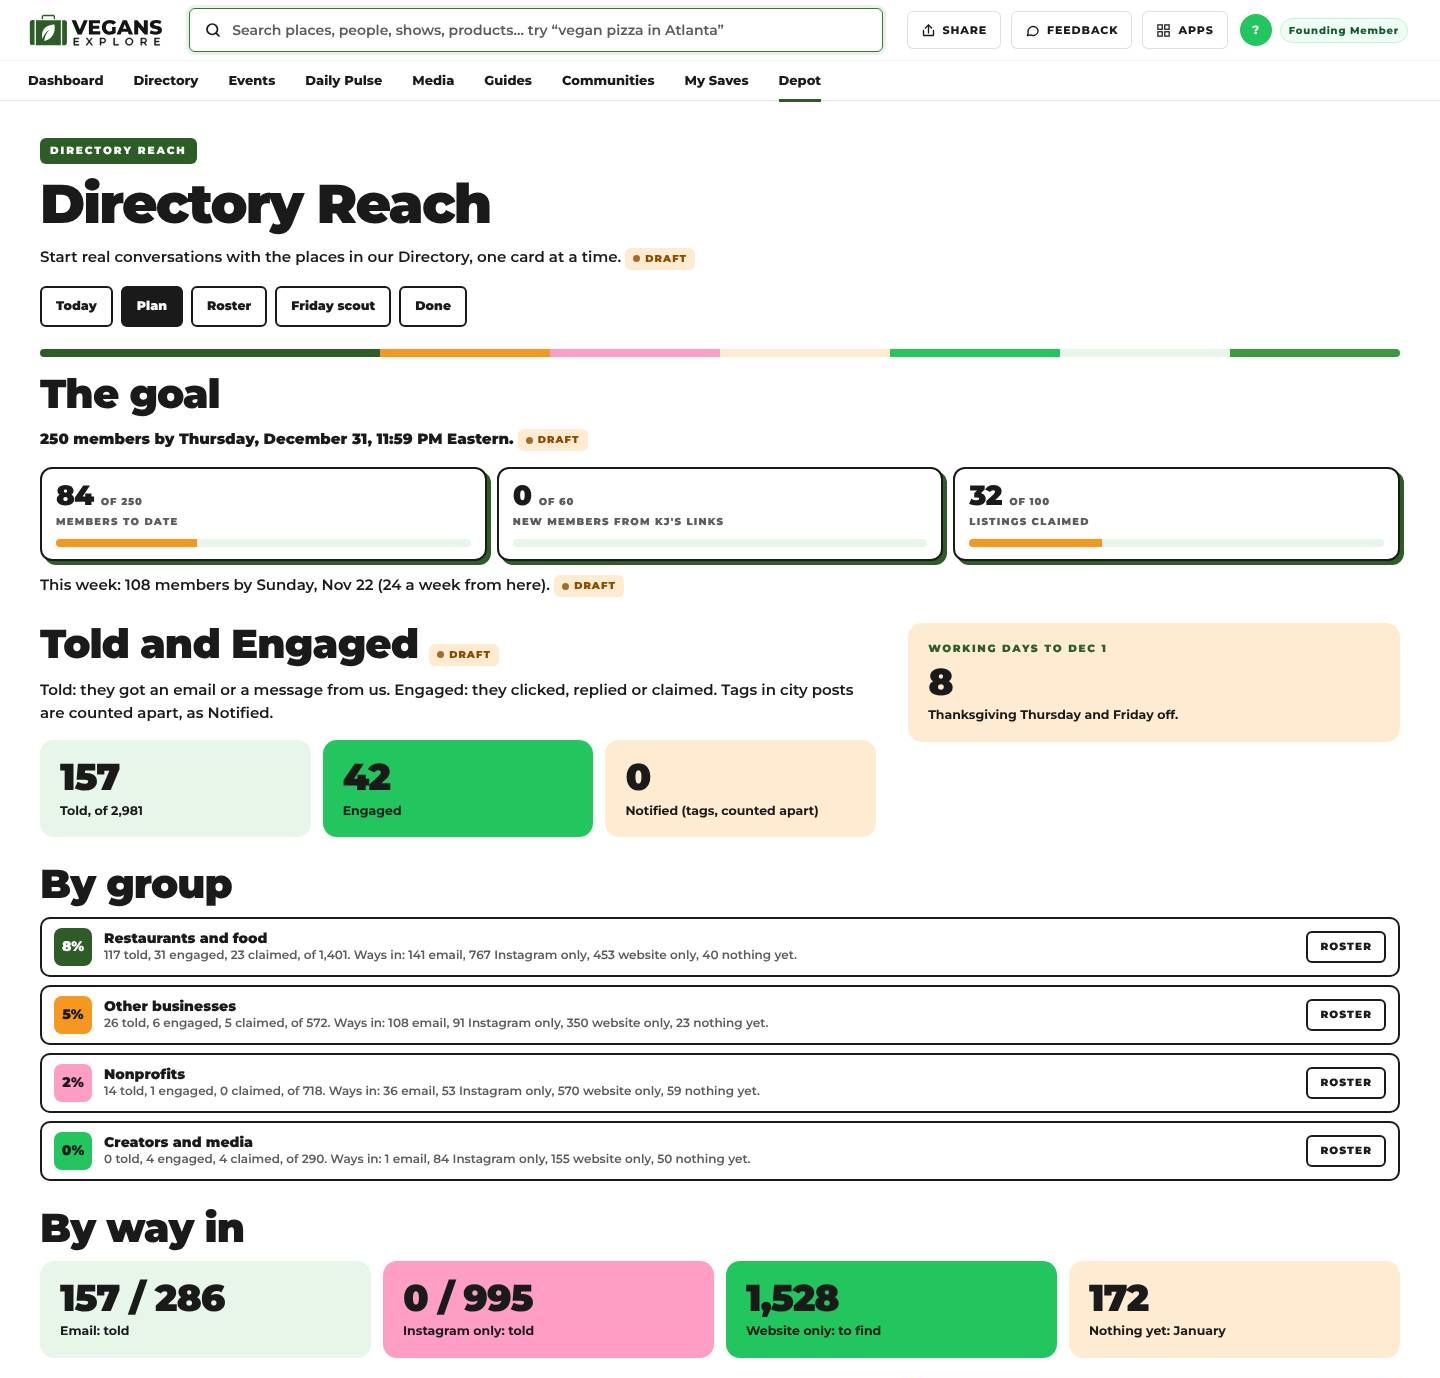 VEGANS
EXPLORE
Search places, people, shows, products... try “vegan pizza in Atlanta”
SHARE
FEEDBACK
APPS
?
Founding Member
Dashboard
Directory
Events
Daily Pulse
Media
Guides
Communities
My Saves
Depot
DIRECTORY REACH
Directory Reach
Start real conversations with the places in our Directory, one card at a time. DRAFT
Today
Plan
Roster
Friday scout
Done
The goal
250 members by Thursday, December 31, 11:59 PM Eastern. DRAFT
84 OF 250
MEMBERS TO DATE
0 OF 60
NEW MEMBERS FROM KJ'S LINKS
32 OF 100
LISTINGS CLAIMED
This week: 108 members by Sunday, Nov 22 (24 a week from here). DRAFT
Told and Engaged DRAFT
Told: they got an email or a message from us. Engaged: they clicked, replied or claimed. Tags in city posts
are counted apart, as Notified.
157
Told, of 2,981
42
Engaged
0
Notified (tags, counted apart)
WORKING DAYS TO DEC 1
8
Thanksgiving Thursday and Friday off.
By group
8%
Restaurants and food
117 told, 31 engaged, 23 claimed, of 1,401. Ways in: 141 email, 767 Instagram only, 453 website only, 40 nothing yet.
ROSTER
5%
Other businesses
26 told, 6 engaged, 5 claimed, of 572. Ways in: 108 email, 91 Instagram only, 350 website only, 23 nothing yet.
ROSTER
2%
Nonprofits
14 told, 1 engaged, 0 claimed, of 718. Ways in: 36 email, 53 Instagram only, 570 website only, 59 nothing yet.
ROSTER
0%
Creators and media
0 told, 4 engaged, 4 claimed, of 290. Ways in: 1 email, 84 Instagram only, 155 website only, 50 nothing yet.
ROSTER
By way in
157 / 286
Email: told
0 / 995
Instagram only: told
1,528
Website only: to find
172
Nothing yet: January